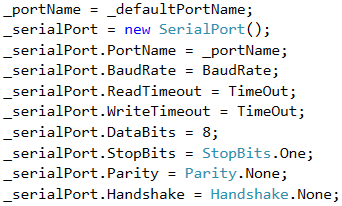 _portName = _defaultPortName;
_serialPort = new SerialPort();
_serialPort.PortName = _portName;
_serialPort.BaudRate = BaudRate;
_serialPort.ReadTimeout = TimeOut;
_serialPort.WriteTimeout = TimeOut;
_serialPort.DataBits = 8;
_serialPort.StopBits = StopBits.One;
_serialPort.Parity = Parity.None;
_serialPort.Handshake = Handshake.None;